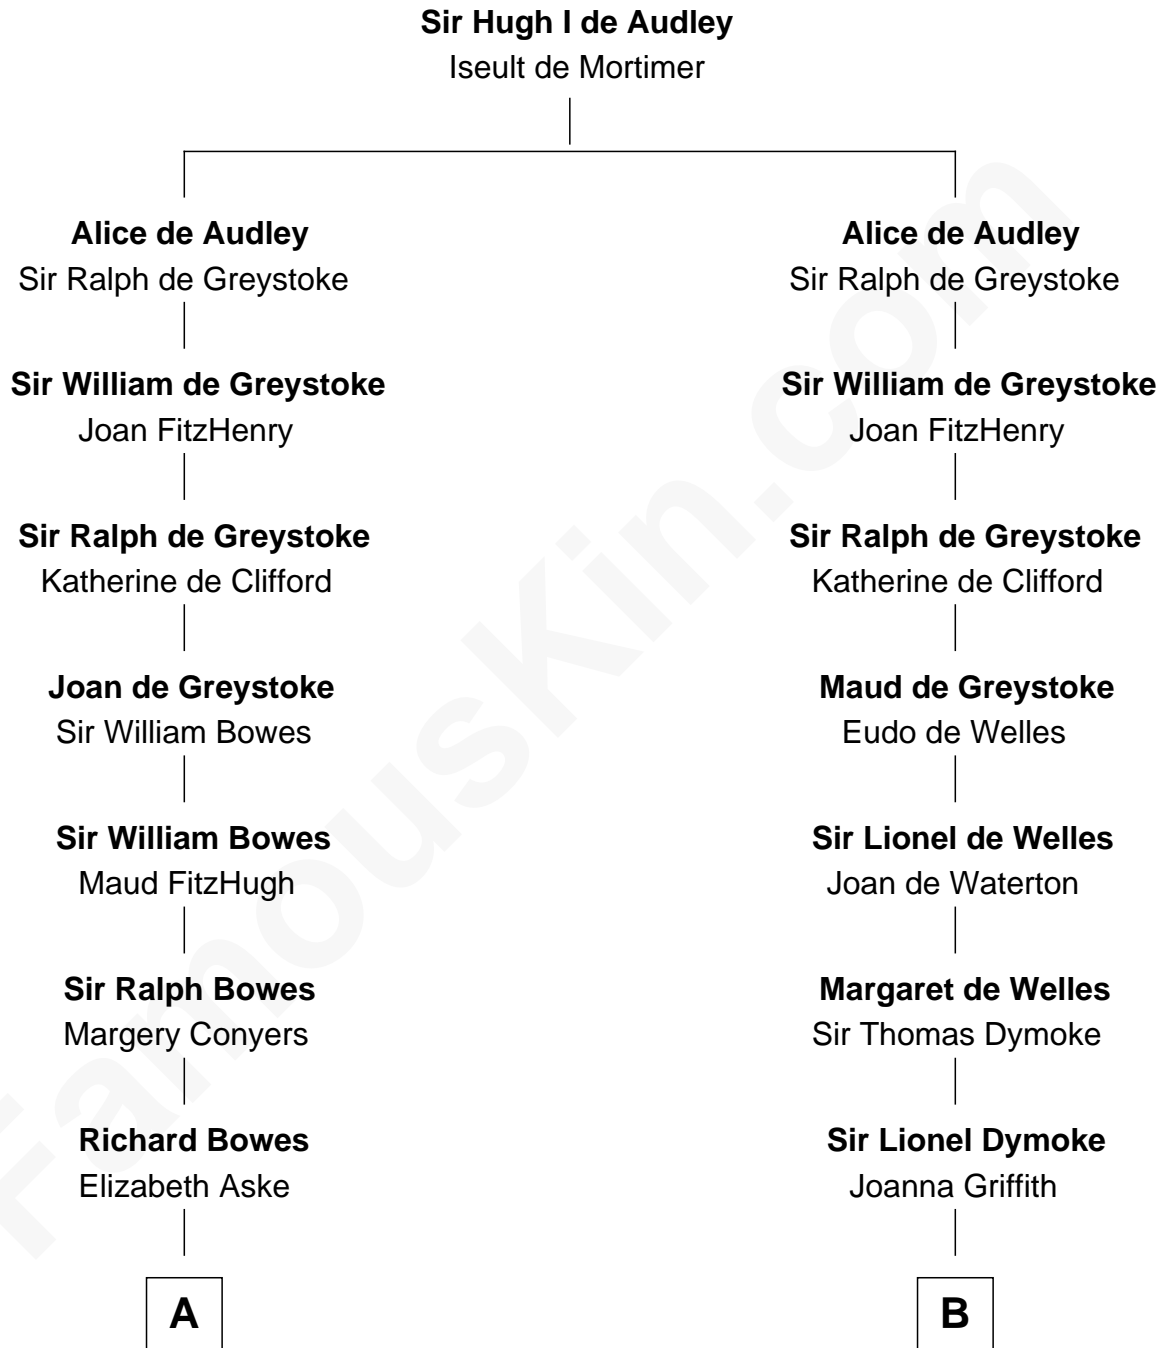 Sir Hugh I de Audley
Iseult de Mortimer
Alice de Audley
Sir Ralph de Greystoke
Sir William de Greystoke
Joan FitzHenry
Sir Ralph de Greystoke
Katherine de Clifford
Joan de Greystoke
Sir William Bowes
Sir William Bowes
Maud FitzHugh
Sir Ralph Bowes
Margery Conyers
Richard Bowes
Elizabeth Aske
A
Alice de Audley
Sir Ralph de Greystoke
Sir William de Greystoke
Joan FitzHenry
Sir Ralph de Greystoke
Katherine de Clifford
Maud de Greystoke
Eudo de Welles
Sir Lionel de Welles
Joan de Waterton
Margaret de Welles
Sir Thomas Dymoke
Sir Lionel Dymoke
Joanna Griffith
B
FamousKin.com